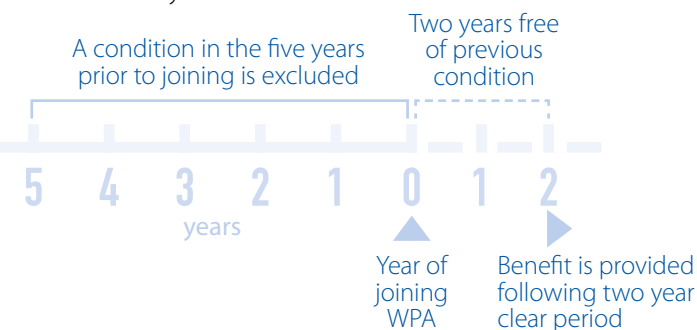 Two years free
of previous
condition
A condition in the five years
prior to joining is excluded
5 4 3 2 1 0 1 2
years
Year of
joining
WPA
Benefit is provided
following two year
clear period